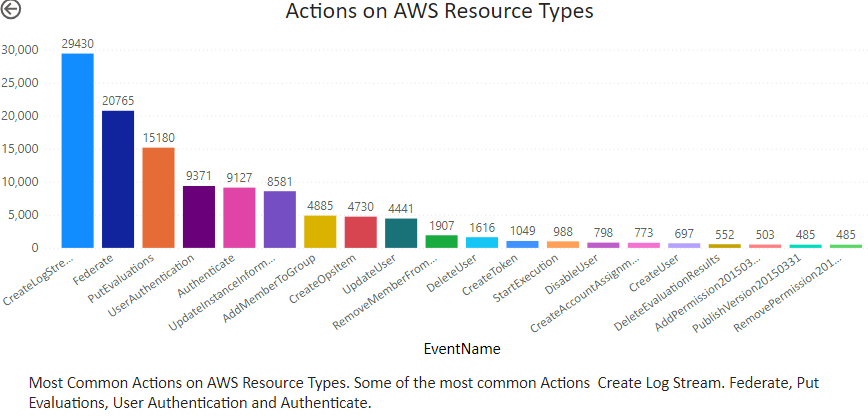 Actions on AWS Resource Types
29430
30,000
25,000
20765
20,000
15180
15,000
9371
9127
8581
10,000
4885
4730
4441
5,000
1907
1616
1049
988
798
773
697
552
503
485
485
0
CreateLogStre...
Federate
PutEvaluations
UserAuthentication
Authenticate
UpdateInstanceInform...
AddMemberToGroup
CreateOpsItem
UpdateUser
RemoveMemberFrom...
DeleteUser
CreateToken
StartExecution
DisableUser
CreateAccountAssignm...
CreateUser
DeleteEvaluationResults
AddPermission201503...
PublishVersion20150331
RemovePermission201...
EventName
Most Common Actions on AWS Resource Types. Some of the most common Actions  Create Log Stream. Federate, Put
Evaluations, User Authentication and Authenticate.